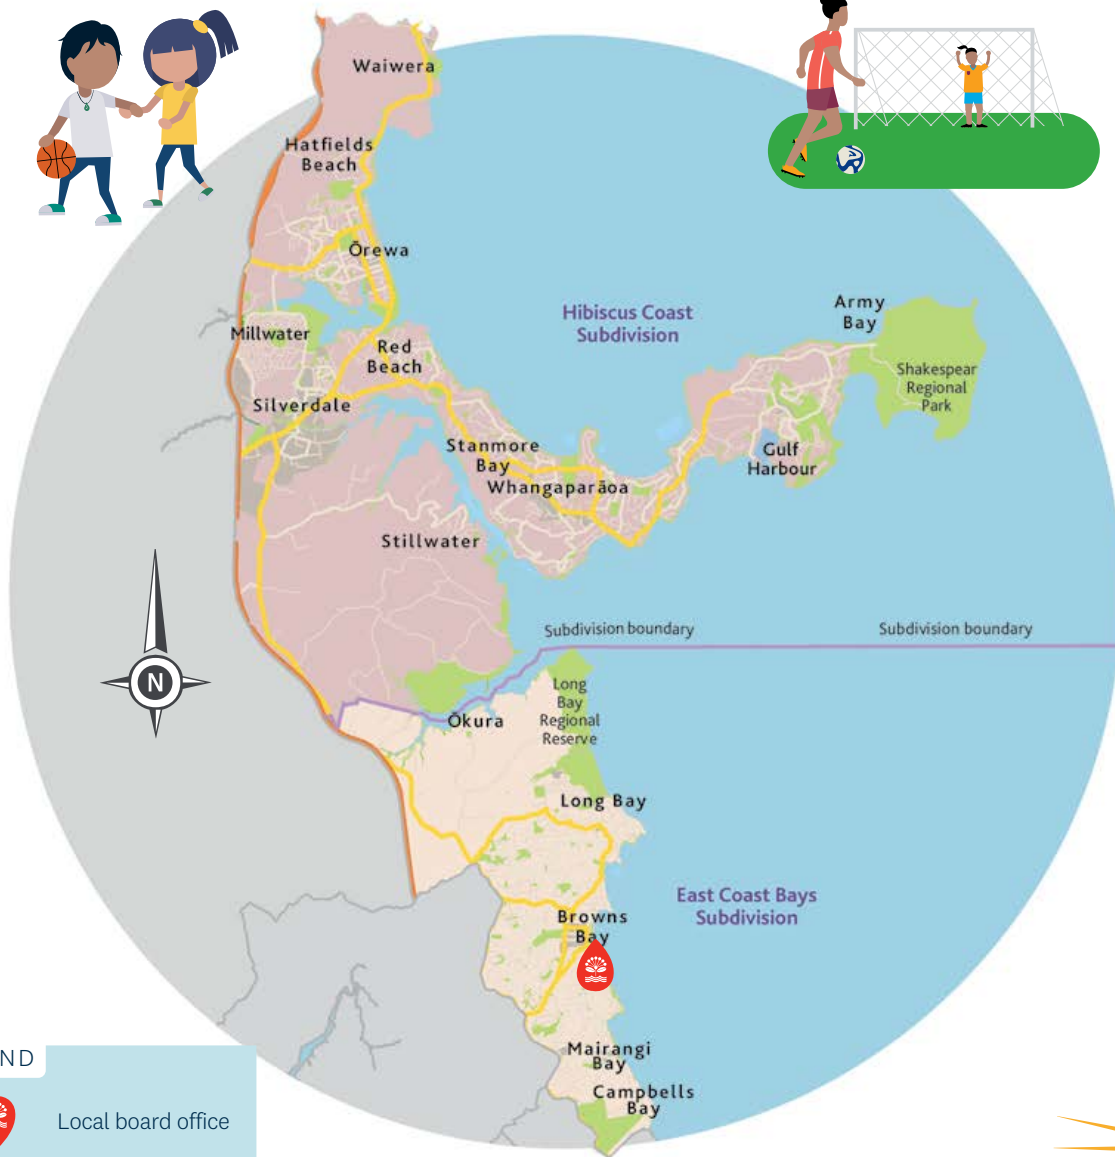 Waiwera
Hatfields
Beach
Ōrewa
Hibiscus Coast
Subdivision
Army
Bay
Millwater
Red
Beach
Shakespear
Regional
Park
Silverdale
Stanmore
Bay
Gulf
Harbour
Whangaparāoa
Stillwater
Subdivision boundary
Subdivision boundary
N
Long
Bay
Regional
Reserve
Ōkura
Long Bay
East Coast Bays
Subdivision
Browns
Bay
Mairangi
Bay
Campbells
Bay
ND
Local board office